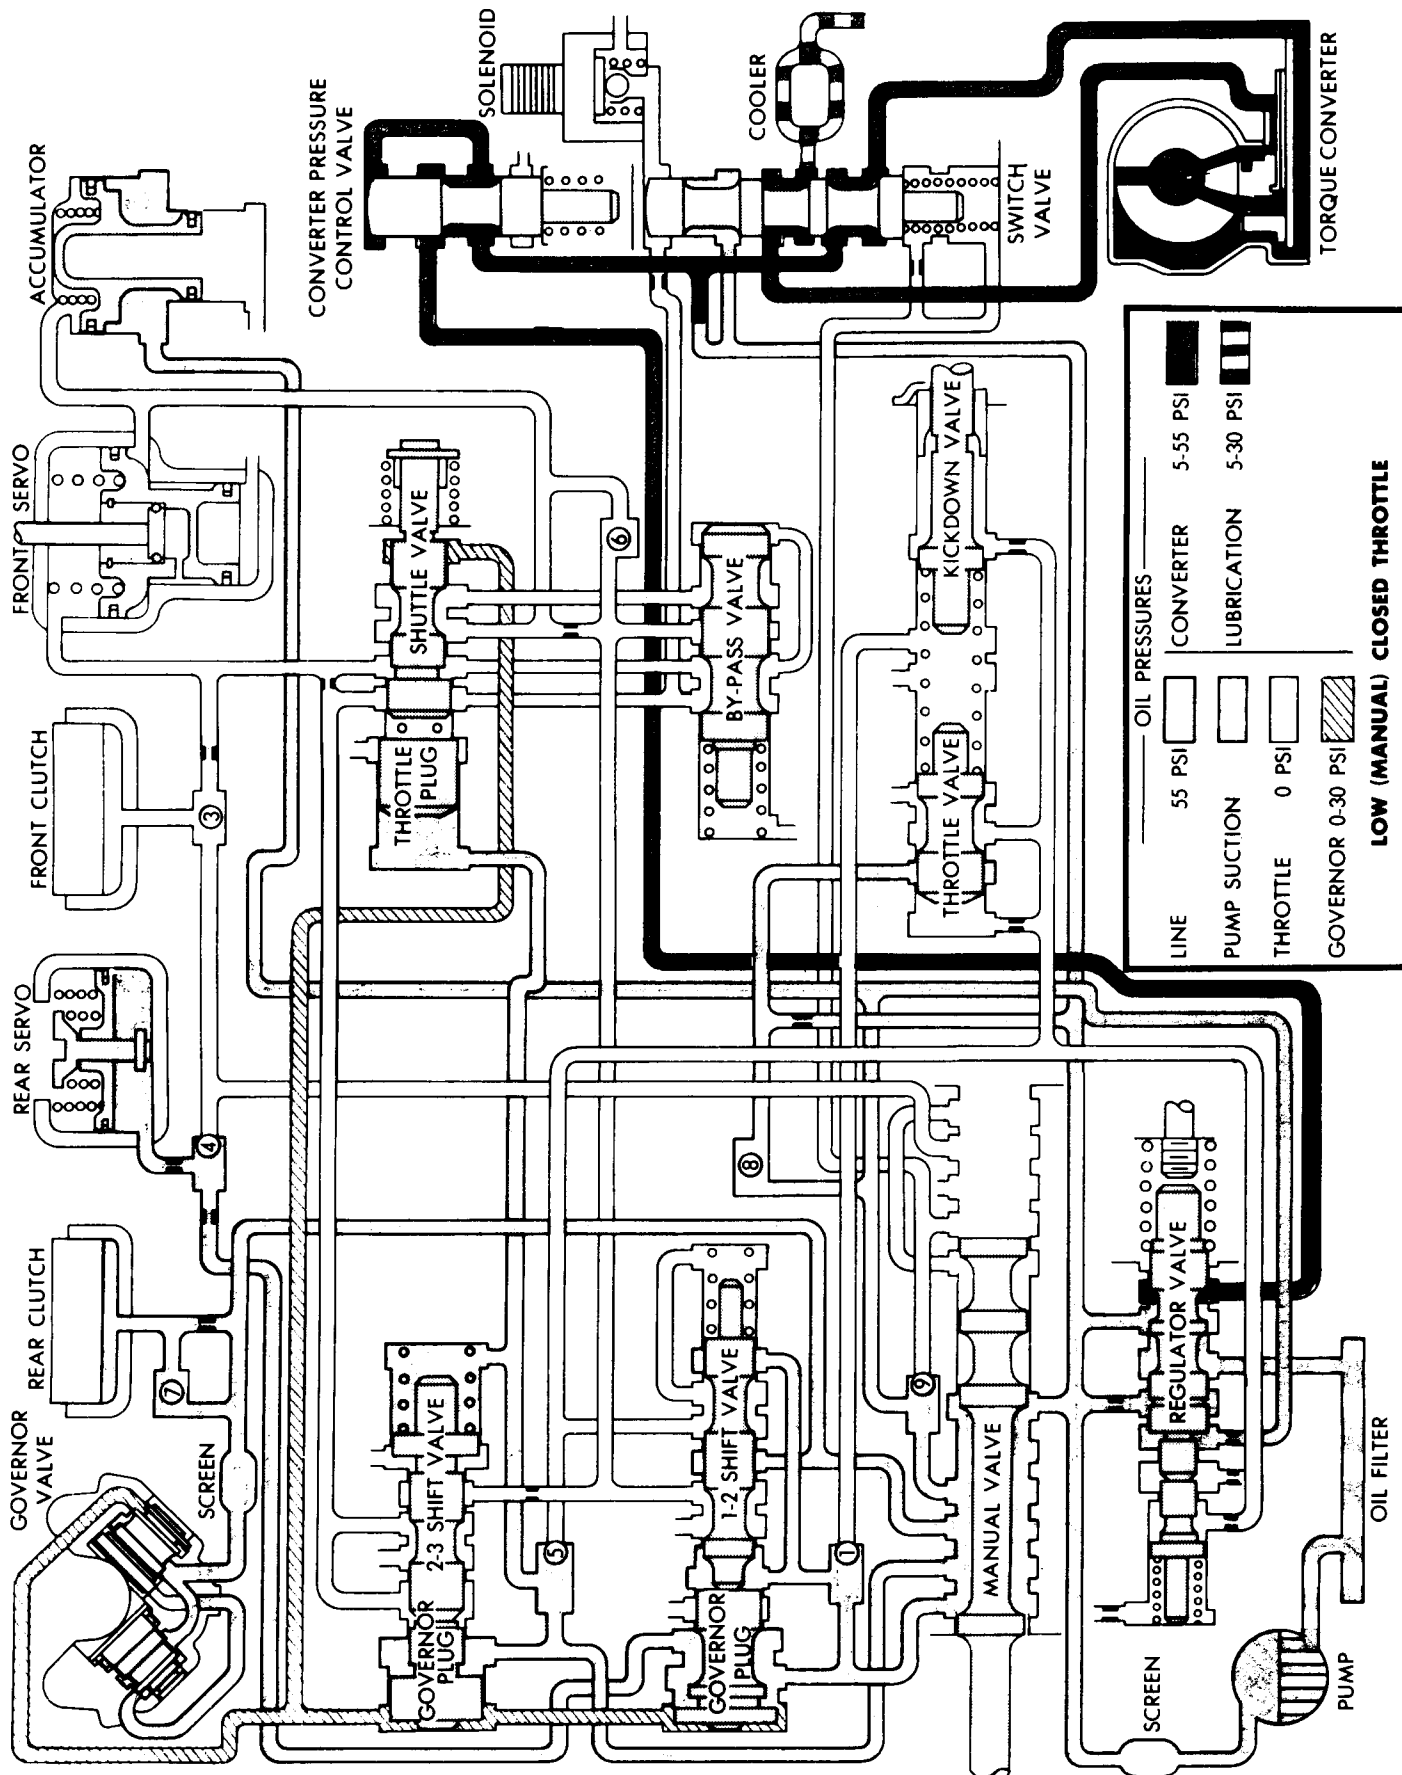 GOVERNOR
VALVE
REAR CLUTCH
REAR SERVO
FRONT CLUTCH
FRONT SERVO
ACCUMULATOR
SCREEN
7
4
3
CONVERTER PRESSURE
CONTROL VALVE
SOLENOID
GOVERNOR
PLUG
2-3 SHIFT VALVE
THROTTLE
PLUG
SHUTTLE VALVE
5
6
COOLER
GOVERNOR
PLUG
1-2 SHIFT VALVE
8
BY-PASS VALVE
1
9
SWITCH
VALVE
MANUAL VALVE
THROTTLE VALVE
KICKDOWN VALVE
SCREEN
REGULATOR VALVE
TORQUE CONVERTER
PUMP
OIL FILTER
OIL PRESSURES
LINE 55 PSI
CONVERTER 5-55 PSI
PUMP SUCTION
LUBRICATION 5-30 PSI
THROTTLE 0 PSI
GOVERNOR 0-30 PSI
LOW (MANUAL) CLOSED THROTTLE